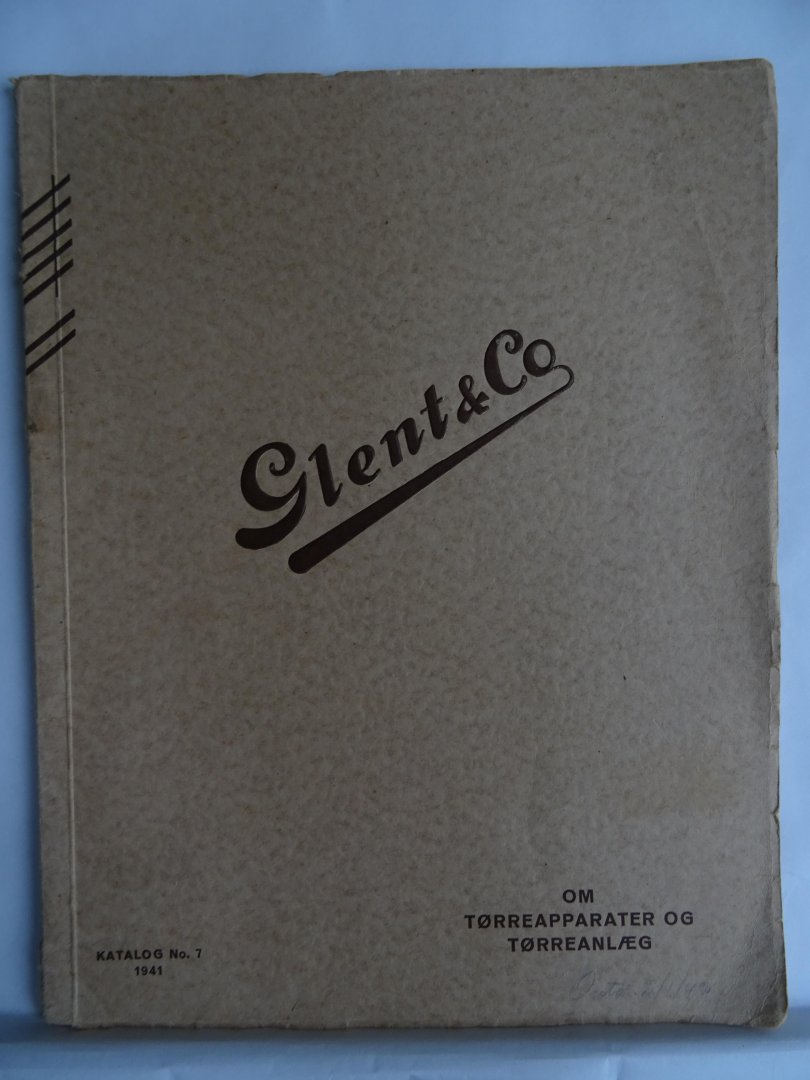 Glent & Co
OM
TØRREAPPARATER OG
TØRREANLÆG
KATALOG No. 7
1941